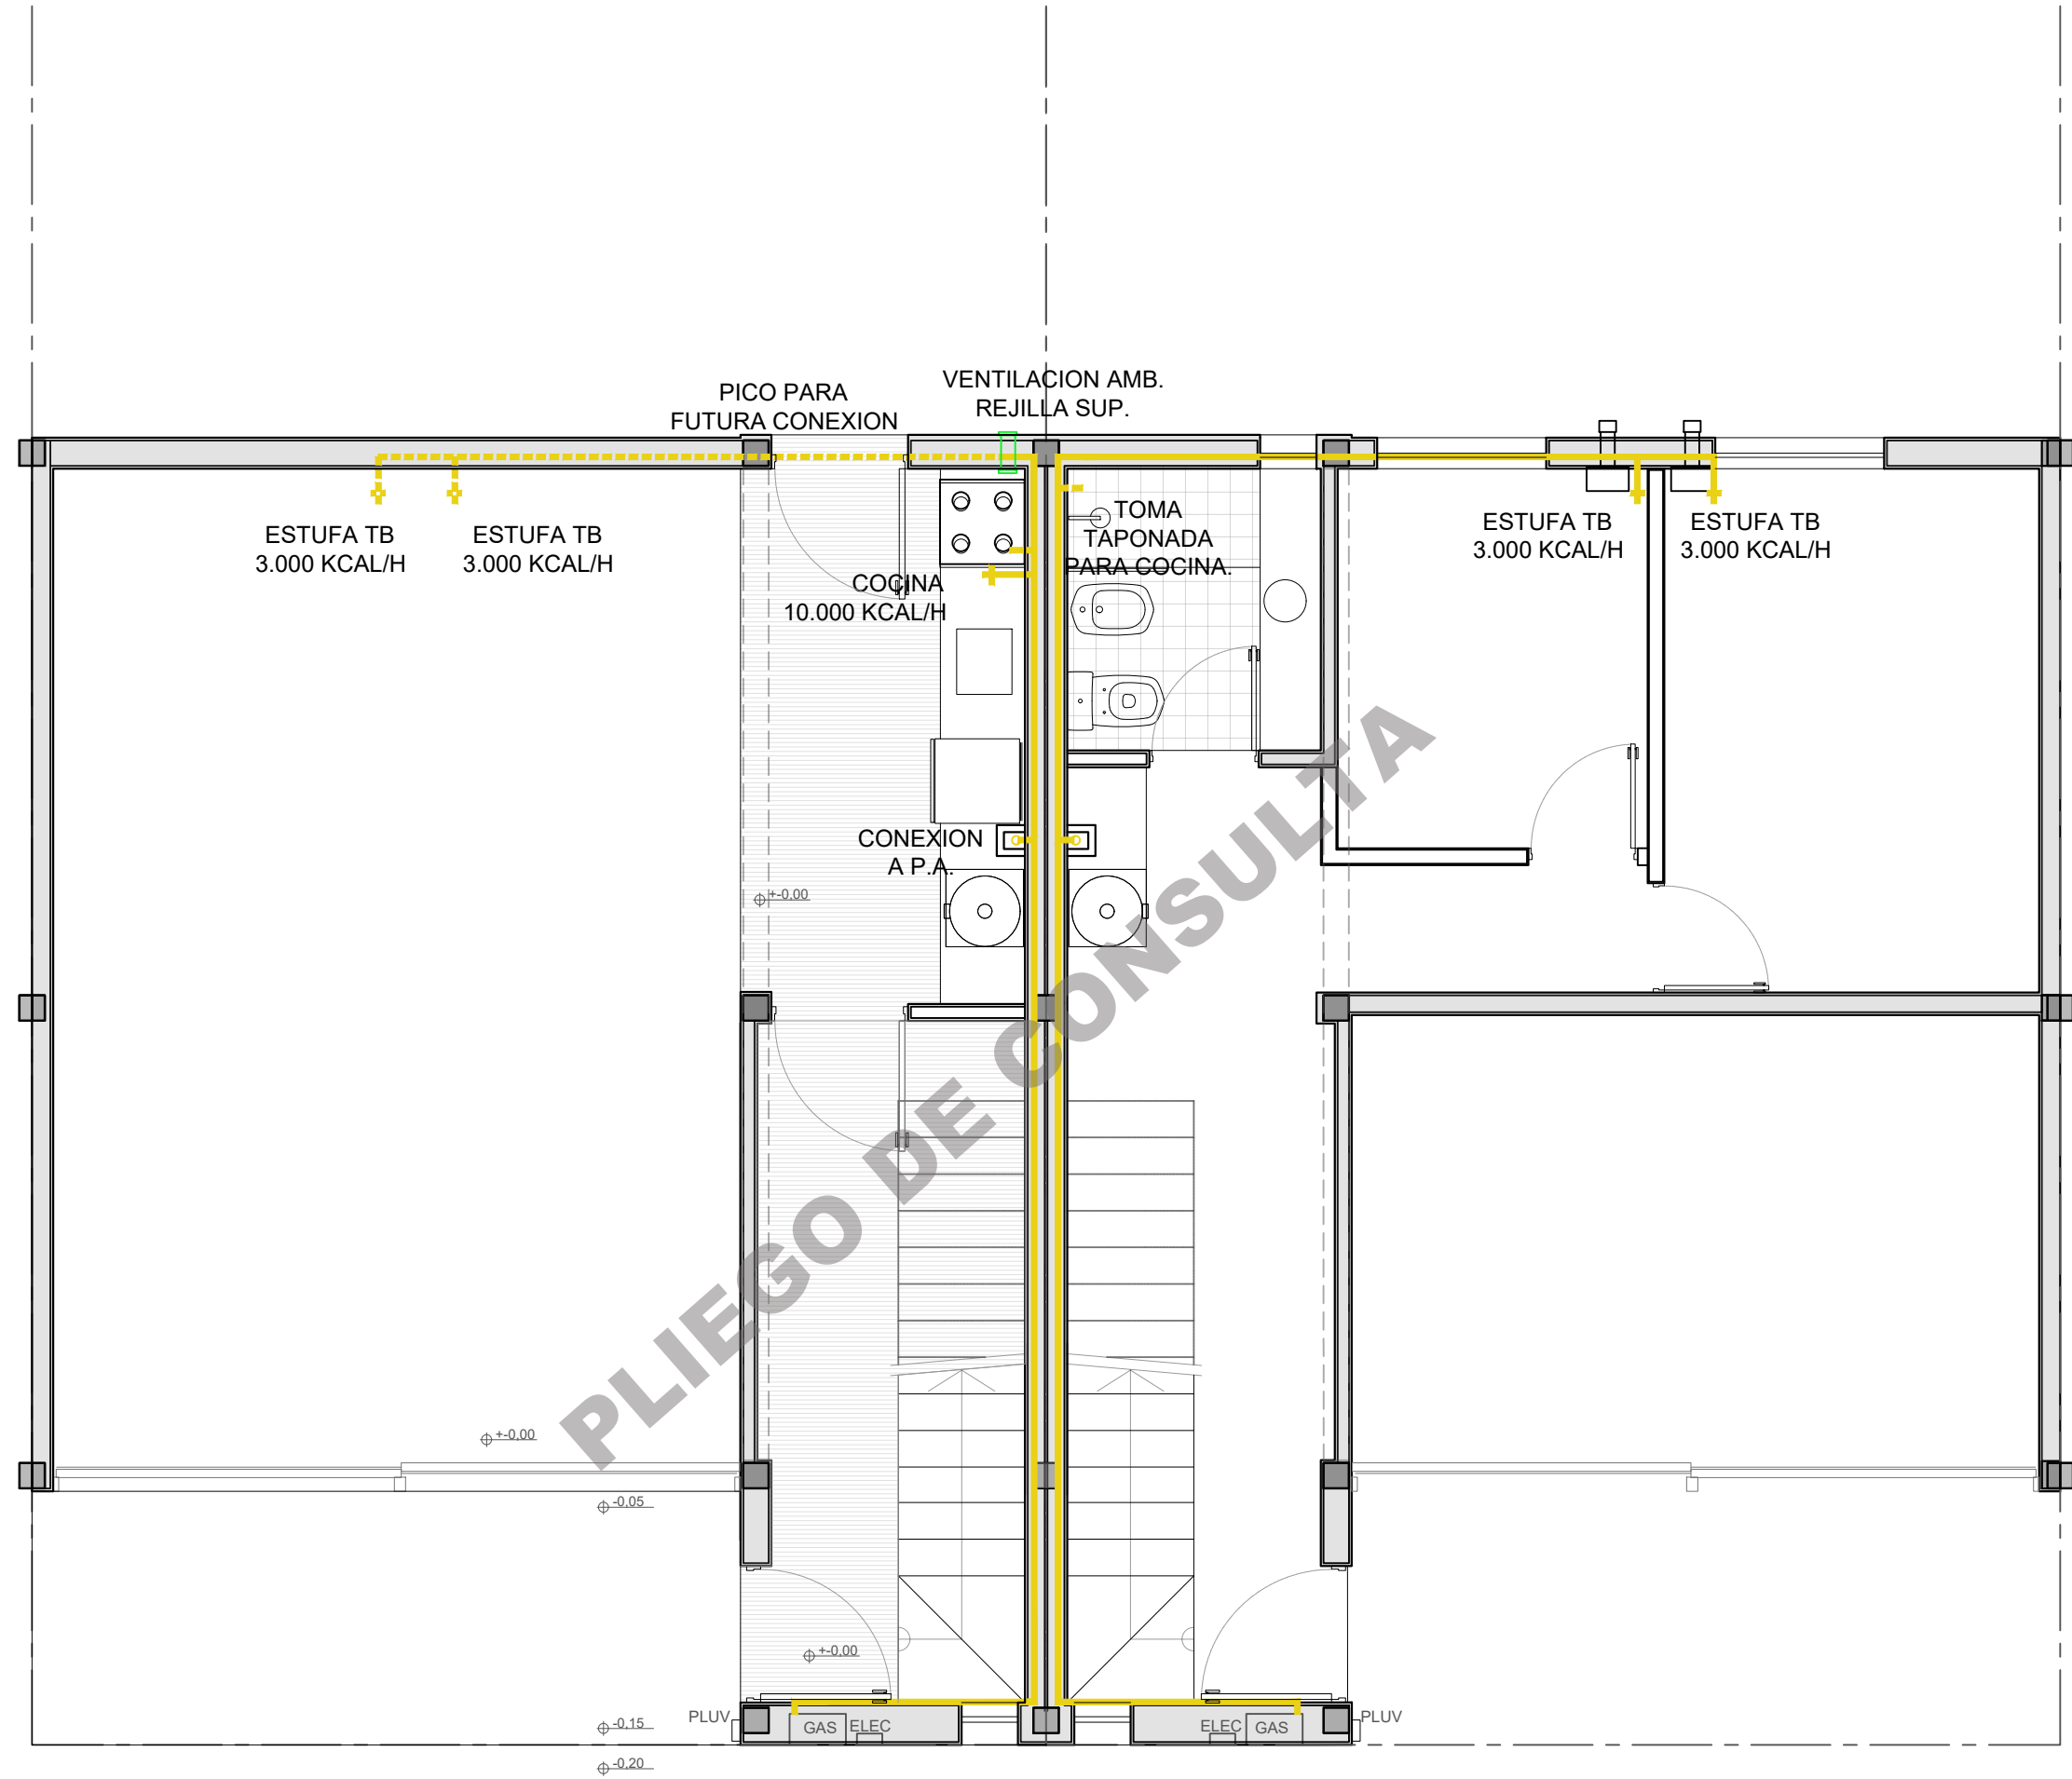 PICO PARA
FUTURA CONEXION
VENTILACION AMB.
REJILLA SUP.
ESTUFA TB
3.000 KCAL/H
ESTUFA TB
3.000 KCAL/H
COCINA
10.000 KCAL/H
TOMA
TAPONADA
PARA COCINA.
ESTUFA TB
3.000 KCAL/H
ESTUFA TB
3.000 KCAL/H
CONEXION
A P.A.
+-0.00
PLIEGO DE CONSULTA
+-0.00
-0.05
+-0.00
PLUV
GAS
ELEC
ELEC
GAS
PLUV
-0.15
-0.20